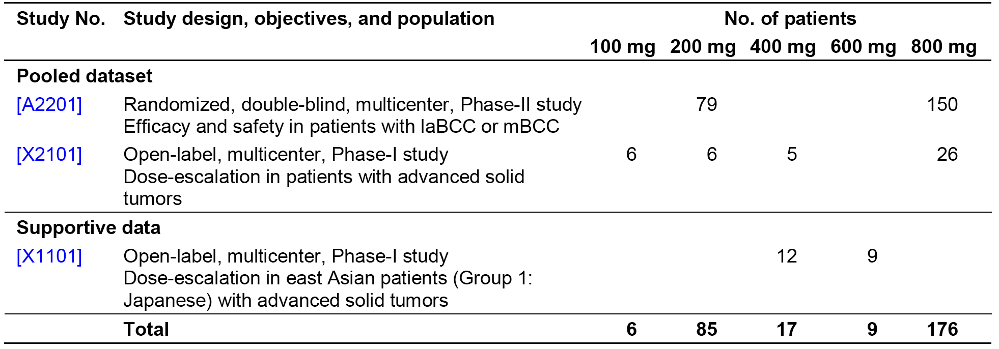 Study No. Study design, objectives, and population No. of patients
100 mg 200 mg 400 mg 600 mg 800 mg
Pooled dataset
[A2201] Randomized, double-blind, multicenter, Phase-II study 79 150
Efficacy and safety in patients with laBCC or mBCC
[X2101] Open-label, multicenter, Phase-I study 6 6 5 26
Dose-escalation in patients with advanced solid
tumors
Supportive data
[X1101] Open-label, multicenter, Phase-I study 12 9
Dose-escalation in east Asian patients (Group 1:
Japanese) with advanced solid tumors
Total 6 85 17 9 176